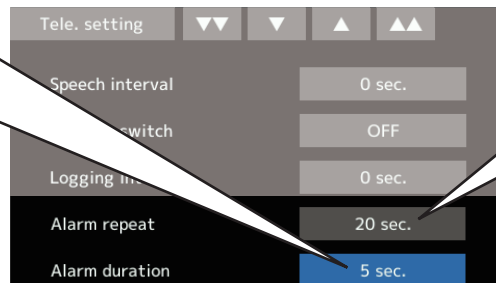 Tele. setting ▼▼ ▼ ▲ ▲▲
Speech interval 0 sec.
switch OFF
Logging 0 sec.
Alarm repeat 20 sec.
Alarm duration 5 sec.